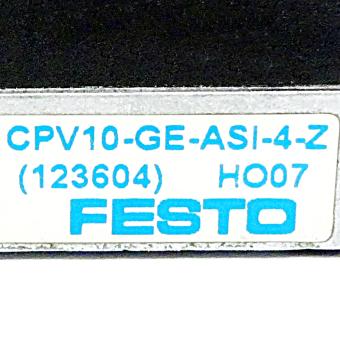 CPV10-GE-ASI-4-Z
(123604) HO07
FESTO